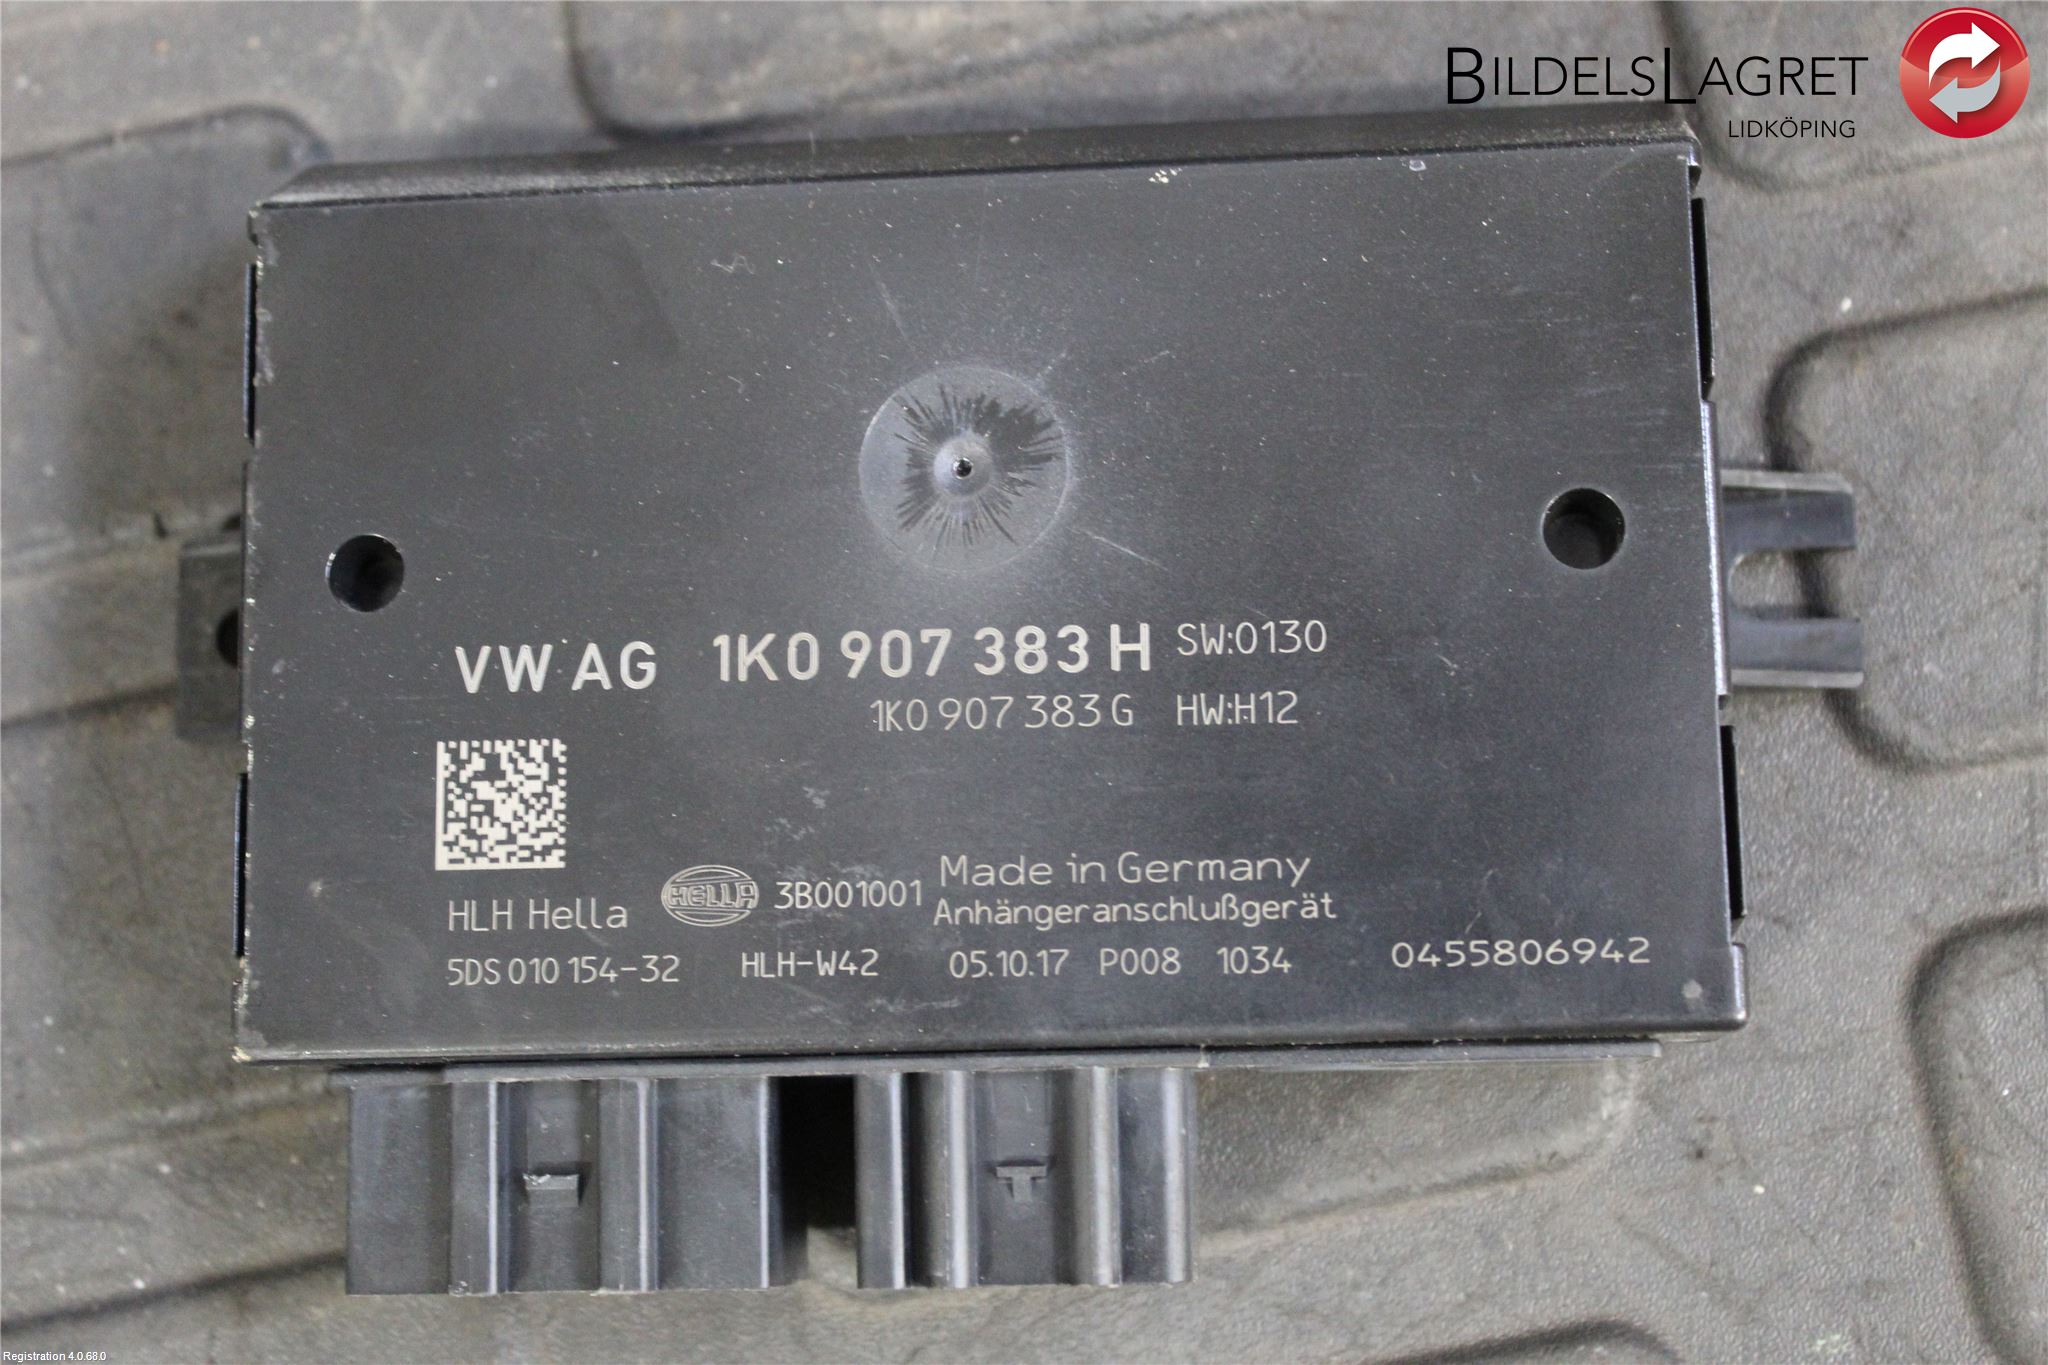 BILDELSLAGRET
LIDKÖPING
VW AG 1K0 907 383 H SW:0130
1K0 907 383 G HW:H12
HLH Hella HELLA 3B001001 Made in Germany
Anhängeranschlußgerät
5DS 010 154-32 HLH-W42 05.10.17 P008 1034 0455806942
Registration 4.0.68.0